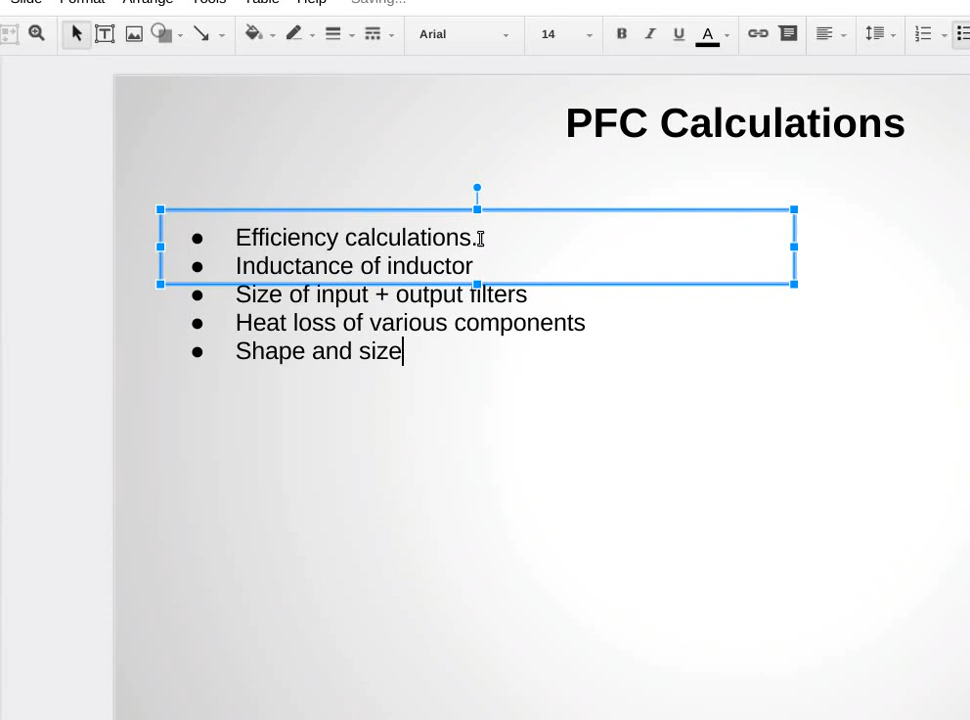 Slide Format Arrange Tools Table Help Saving...
Arial 14 B I U A
PFC Calculations
● Efficiency calculations.
● Inductance of inductor
● Size of input + output filters
● Heat loss of various components
● Shape and size